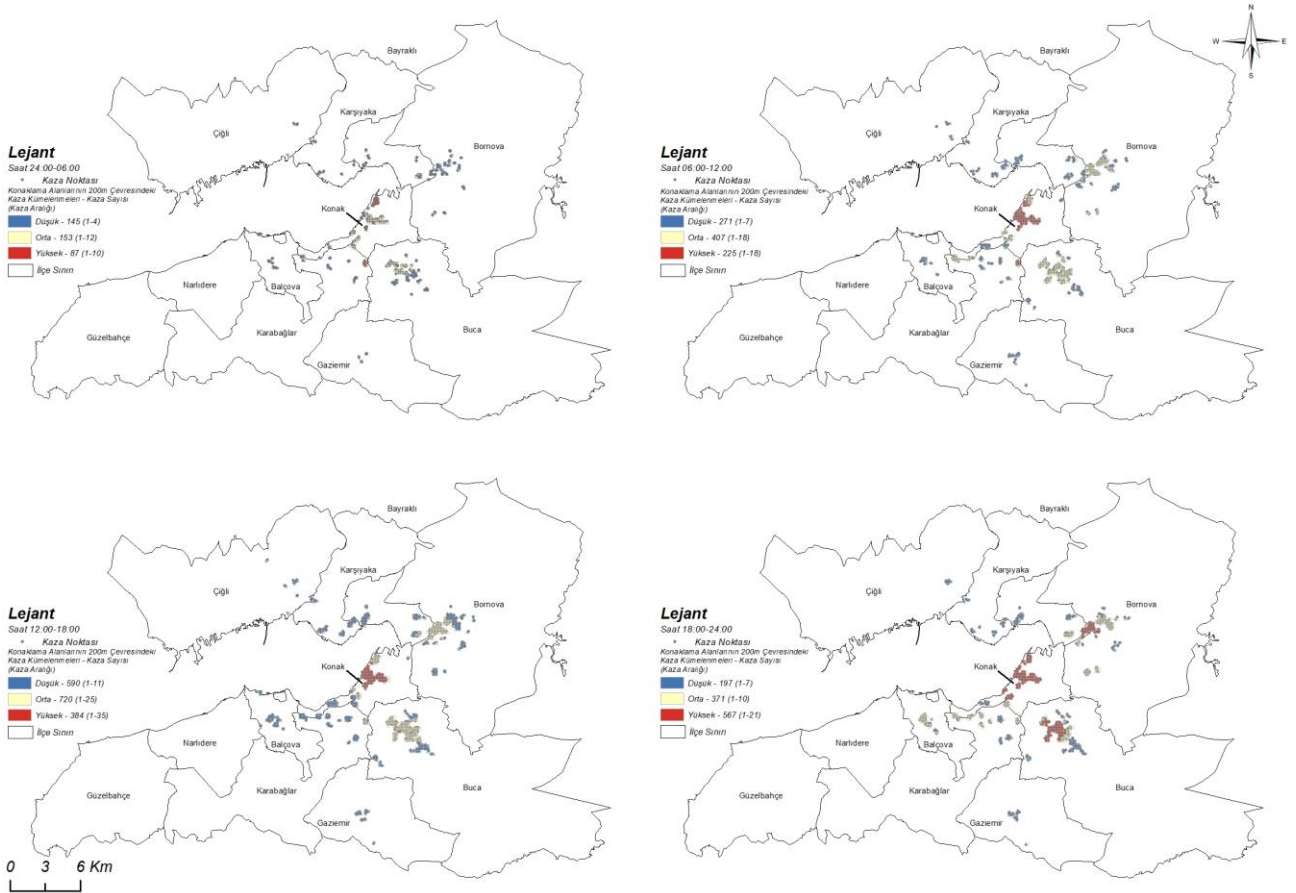 Bayraklı
Karşıyaka
Çiğli
Bornova
Konak
Narlıdere
Balçova
Güzelbahçe
Karabağlar
Buca
Gaziemir
Lejant
Saat 24:00-06:00
Kaza Noktası
Konaklama Alanlarının 200m Çevresindeki
Kaza Kümelenmeleri - Kaza Sayısı
(Kaza Aralığı)
Düşük - 145 (1-4)
Orta - 153 (1-12)
Yüksek - 87 (1-10)
İlçe Sınırı
N
W
E
S
Bayraklı
Karşıyaka
Çiğli
Bornova
Konak
Narlıdere
Balçova
Güzelbahçe
Karabağlar
Buca
Gaziemir
Lejant
Saat 06:00-12:00
Kaza Noktası
Konaklama Alanlarının 200m Çevresindeki
Kaza Kümelenmeleri - Kaza Sayısı
(Kaza Aralığı)
Düşük - 271 (1-7)
Orta - 407 (1-18)
Yüksek - 225 (1-18)
İlçe Sınırı
Bayraklı
Karşıyaka
Çiğli
Bornova
Konak
Narlıdere
Balçova
Güzelbahçe
Karabağlar
Buca
Gaziemir
Lejant
Saat 12:00-18:00
Kaza Noktası
Konaklama Alanlarının 200m Çevresindeki
Kaza Kümelenmeleri - Kaza Sayısı
(Kaza Aralığı)
Düşük - 590 (1-11)
Orta - 720 (1-25)
Yüksek - 384 (1-35)
İlçe Sınırı
0 3 6 Km
Bayraklı
Karşıyaka
Çiğli
Bornova
Konak
Narlıdere
Balçova
Güzelbahçe
Karabağlar
Buca
Gaziemir
Lejant
Saat 18:00-24:00
Kaza Noktası
Konaklama Alanlarının 200m Çevresindeki
Kaza Kümelenmeleri - Kaza Sayısı
(Kaza Aralığı)
Düşük - 197 (1-7)
Orta - 371 (1-10)
Yüksek - 567 (1-21)
İlçe Sınırı